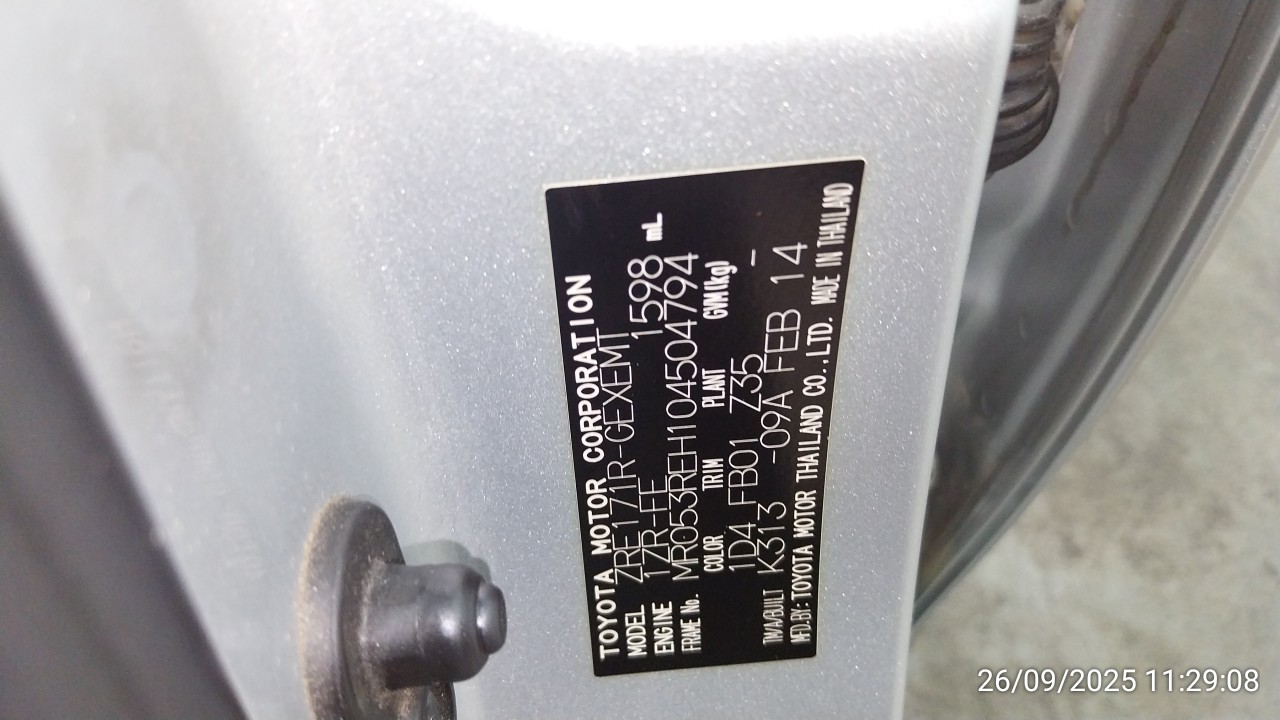 TOYOTA MOTOR CORPORATION
MODEL ZRE171R-GEXEMT
ENGINE 1ZR-FE 1598 mL
FRAME No. MR053REH104504794
COLOR TRIM PLANT GVM(kg)
1D4 FB01 Z35 -
T/M/A/BUILT K313 -09A FEB 14
MFD.BY:TOYOTA MOTOR THAILAND CO.,LTD. MADE IN THAILAND
26/09/2025 11:29:08